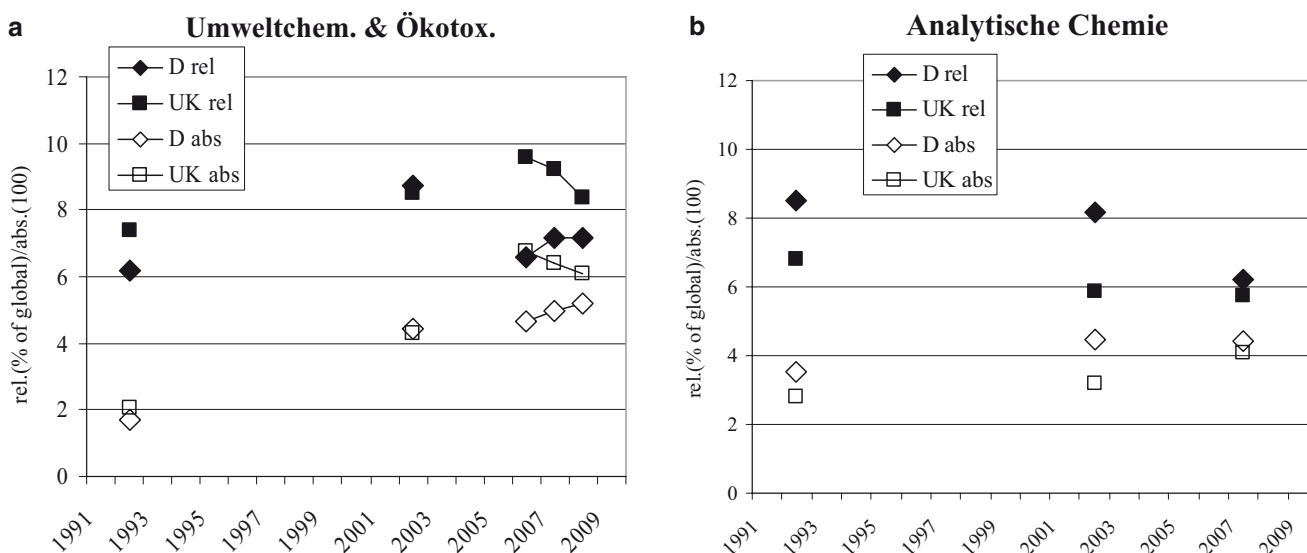 a
Umweltchem. & Ökotox.
D rel
UK rel
D abs
UK abs
rel.(% of global)/abs.(100)
12
10
8
6
4
2
0
1991
1993
1995
1997
1999
2001
2003
2005
2007
2009
b
Analytische Chemie
D rel
UK rel
D abs
UK abs
rel.(% of global)/abs.(100)
12
10
8
6
4
2
0
1991
1993
1995
1997
1999
2001
2003
2005
2007
2009